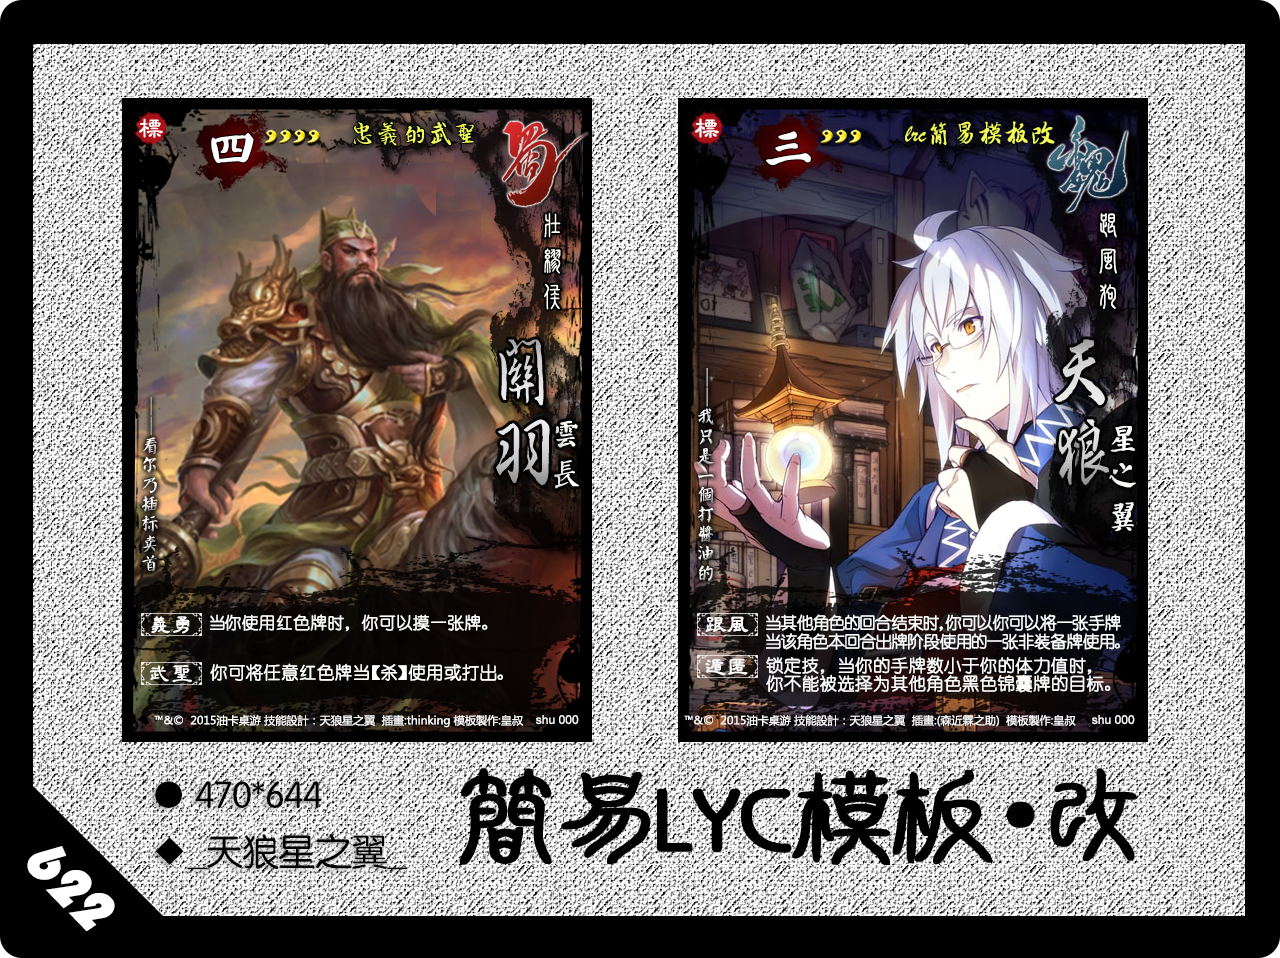 標
四
忠義的武聖
蜀
壯繆侯
關羽
雲長
——看尔乃插标卖首
義勇 当你使用红色牌时，你可以摸一张牌。
武聖 你可将任意红色牌当【杀】使用或打出。
™&© 2015油卡桌游 技能設計：天狼星之翼 插畫:thinking 模板製作:皇叔 shu 000
標
三
lrc簡易模板改
魏
跟風狗
天狼
星之翼
——我只是一個打醬油的
跟風 当其他角色的回合结束时,你可以你可以将一张手牌
当该角色本回合出牌阶段使用的一张非装备牌使用。
遁匿 锁定技，当你的手牌数小于你的体力值时，
你不能被选择为其他角色黑色锦囊牌的目标。
™&© 2015油卡桌游 技能設計：天狼星之翼 插畫:(森近霖之助) 模板製作:皇叔 shu 000
● 470*644
◆ _天狼星之翼_
簡易LYC模板·改
622